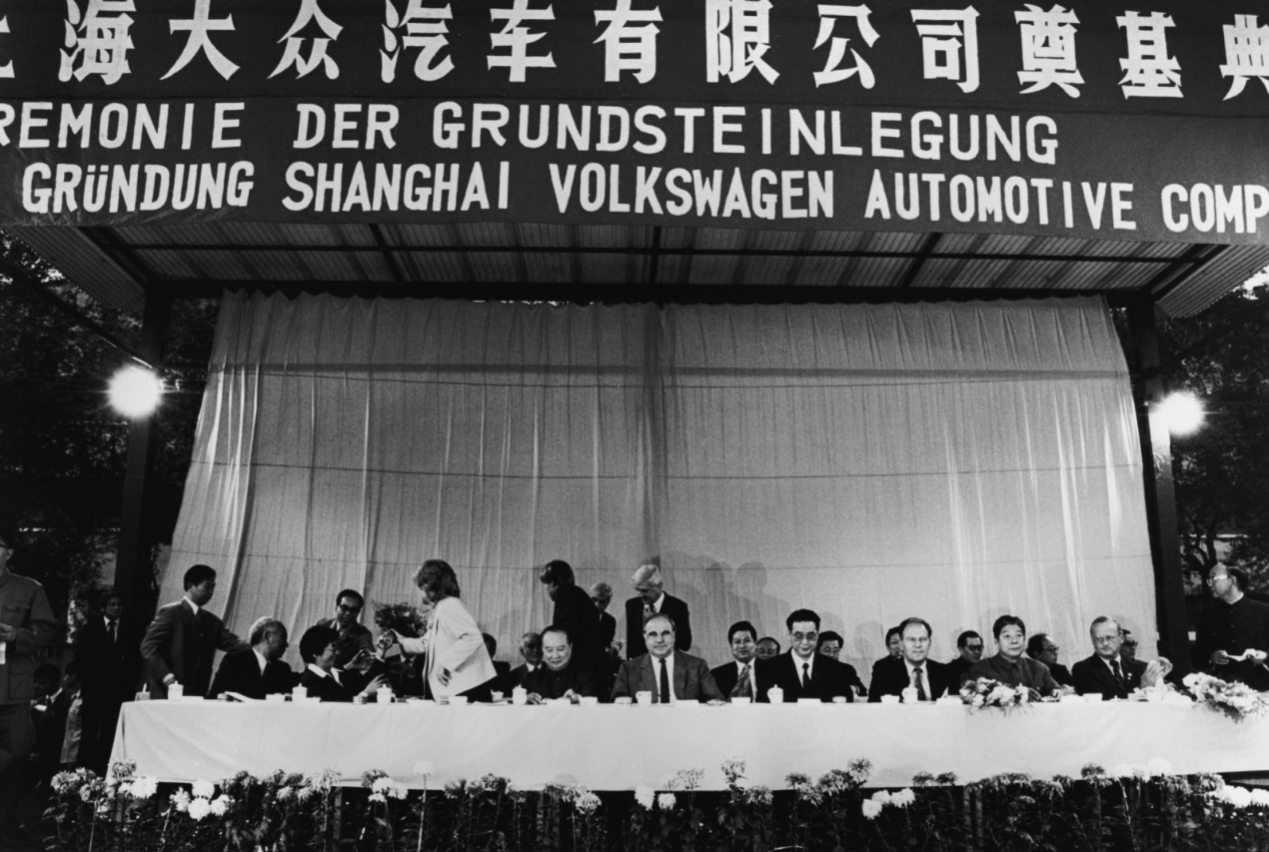 上海大众汽车有限公司奠基典
REMONIE DER GRUNDSTEINLEGUNG
GRÜNDUNG SHANGHAI VOLKSWAGEN AUTOMOTIVE COMP